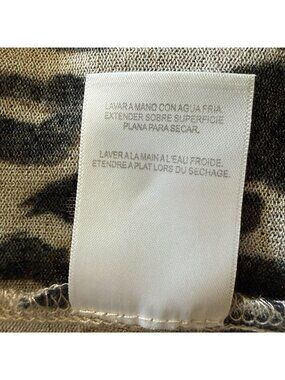 LAVAR A MANO CON AGUA FRIA.
EXTENDER SOBRE SUPERFICIE
PLANA PARA SECAR.
LAVER A LA MAIN A L'EAU FROIDE.
ETENDRE A PLAT LORS DU SECHAGE.